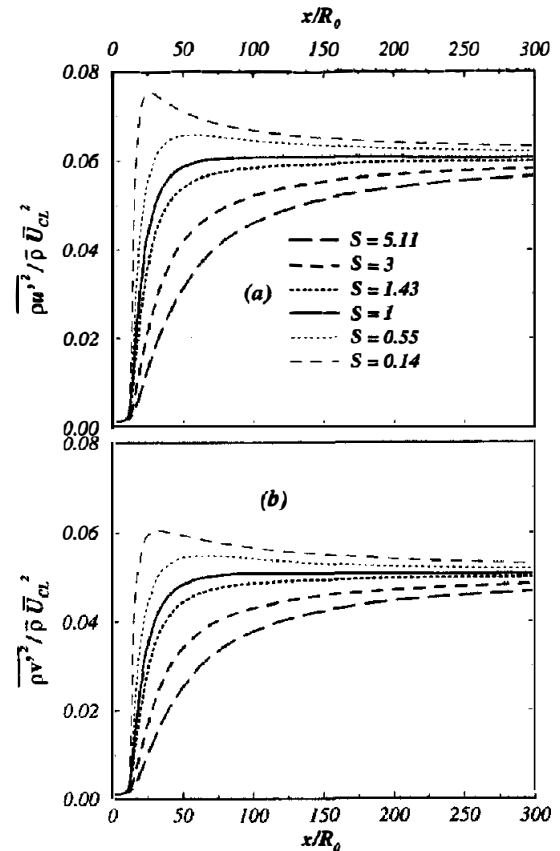 x/R₀
0 50 100 150 200 250 300
0.08
0.06
0.04
0.02
0.00
ρu'² / ρ̄ Ū_CL²
(a)
S = 5.11
S = 3
S = 1.43
S = 1
S = 0.55
S = 0.14
0.08
0.06
0.04
0.02
0.00
ρv'² / ρ̄ Ū_CL²
(b)
0 50 100 150 200 250 300
x/R₀